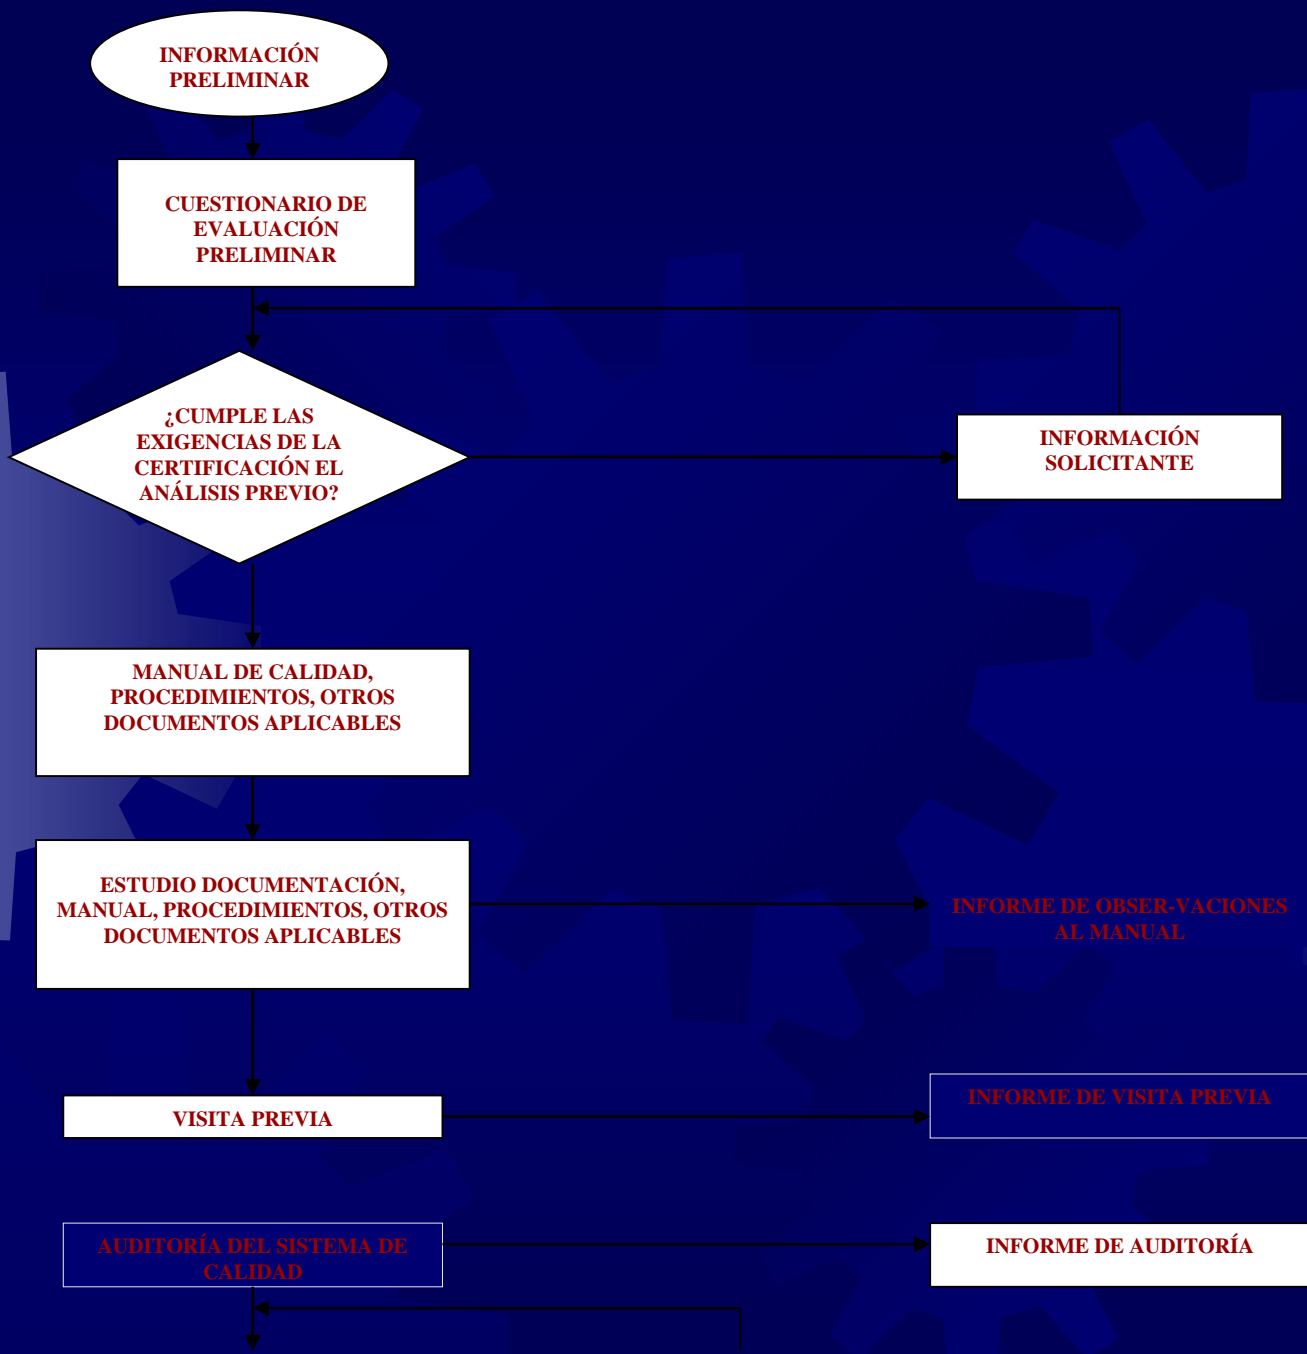 INFORMACIÓN
PRELIMINAR
CUESTIONARIO DE
EVALUACIÓN
PRELIMINAR
¿CUMPLE LAS
EXIGENCIAS DE LA
CERTIFICACIÓN EL
ANÁLISIS PREVIO?
INFORMACIÓN
SOLICITANTE
MANUAL DE CALIDAD,
PROCEDIMIENTOS, OTROS
DOCUMENTOS APLICABLES
ESTUDIO DOCUMENTACIÓN,
MANUAL, PROCEDIMIENTOS, OTROS
DOCUMENTOS APLICABLES
INFORME DE OBSER-VACIONES
AL MANUAL
VISITA PREVIA
INFORME DE VISITA PREVIA
AUDITORÍA DEL SISTEMA DE
CALIDAD
INFORME DE AUDITORÍA